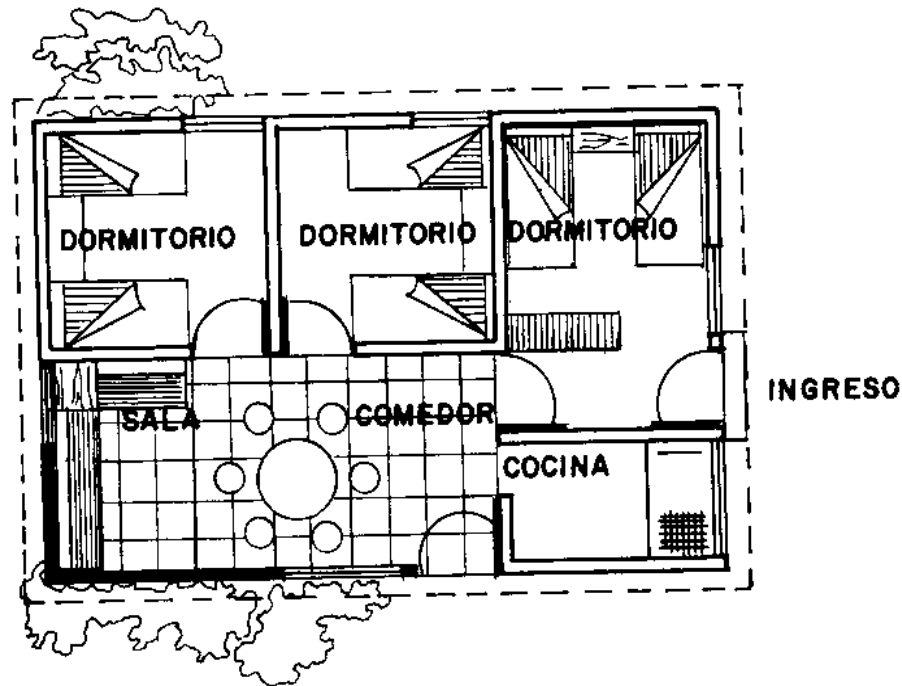 DORMITORIO
DORMITORIO
DORMITORIO
INGRESO
SALA
COMEDOR
COCINA